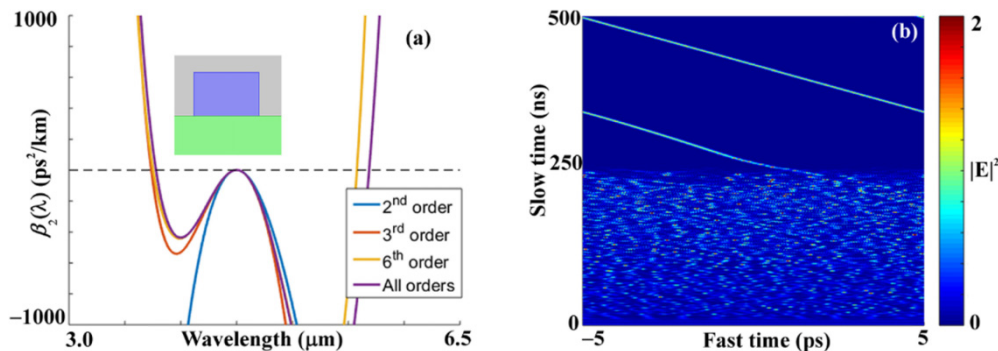 (a)
1000
β₂(λ) (ps²/km)
−1000
3.0
Wavelength (μm)
6.5
2nd order
3rd order
6th order
All orders
(b)
500
250
0
Slow time (ns)
−5
Fast time (ps)
5
2
|E|²
0